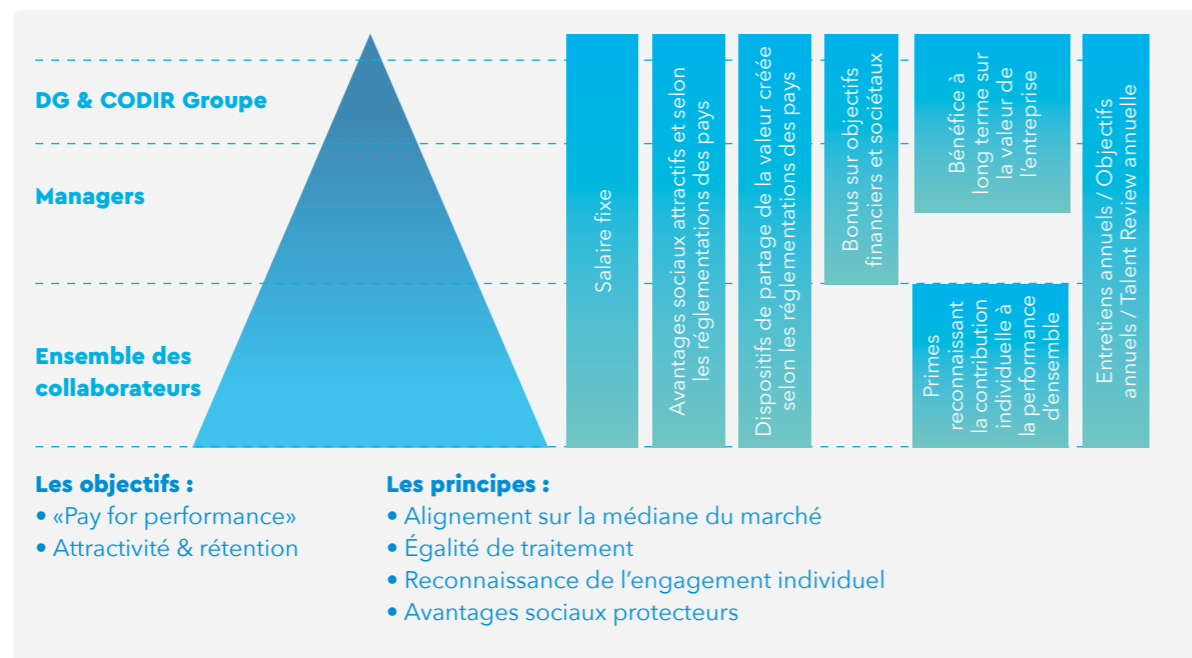 DG & CODIR Groupe
Managers
Ensemble des
collaborateurs
Salaire fixe
Avantages sociaux attractifs et selon
les réglementations des pays
Dispositifs de partage de la valeur créée
selon les réglementations des pays
Bonus sur objectifs
financiers et sociétaux
Bénéfice à
long terme sur
la valeur de
l'entreprise
Primes
reconnaissant
la contribution
individuelle à
la performance
d'ensemble
Entretiens annuels / Objectifs
annuels / Talent Review annuelle
Les objectifs :
• «Pay for performance»
• Attractivité & rétention
Les principes :
• Alignement sur la médiane du marché
• Égalité de traitement
• Reconnaissance de l'engagement individuel
• Avantages sociaux protecteurs